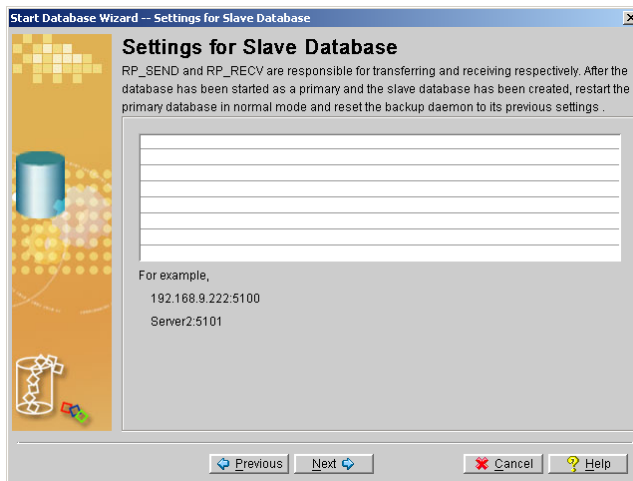 Start Database Wizard -- Settings for Slave Database
Settings for Slave Database
RP_SEND and RP_RECV are responsible for transferring and receiving respectively. After the
database has been started as a primary and the slave database has been created, restart the
primary database in normal mode and reset the backup daemon to its previous settings .
For example,
192.168.9.222:5100
Server2:5101
Previous
Next
Cancel
Help